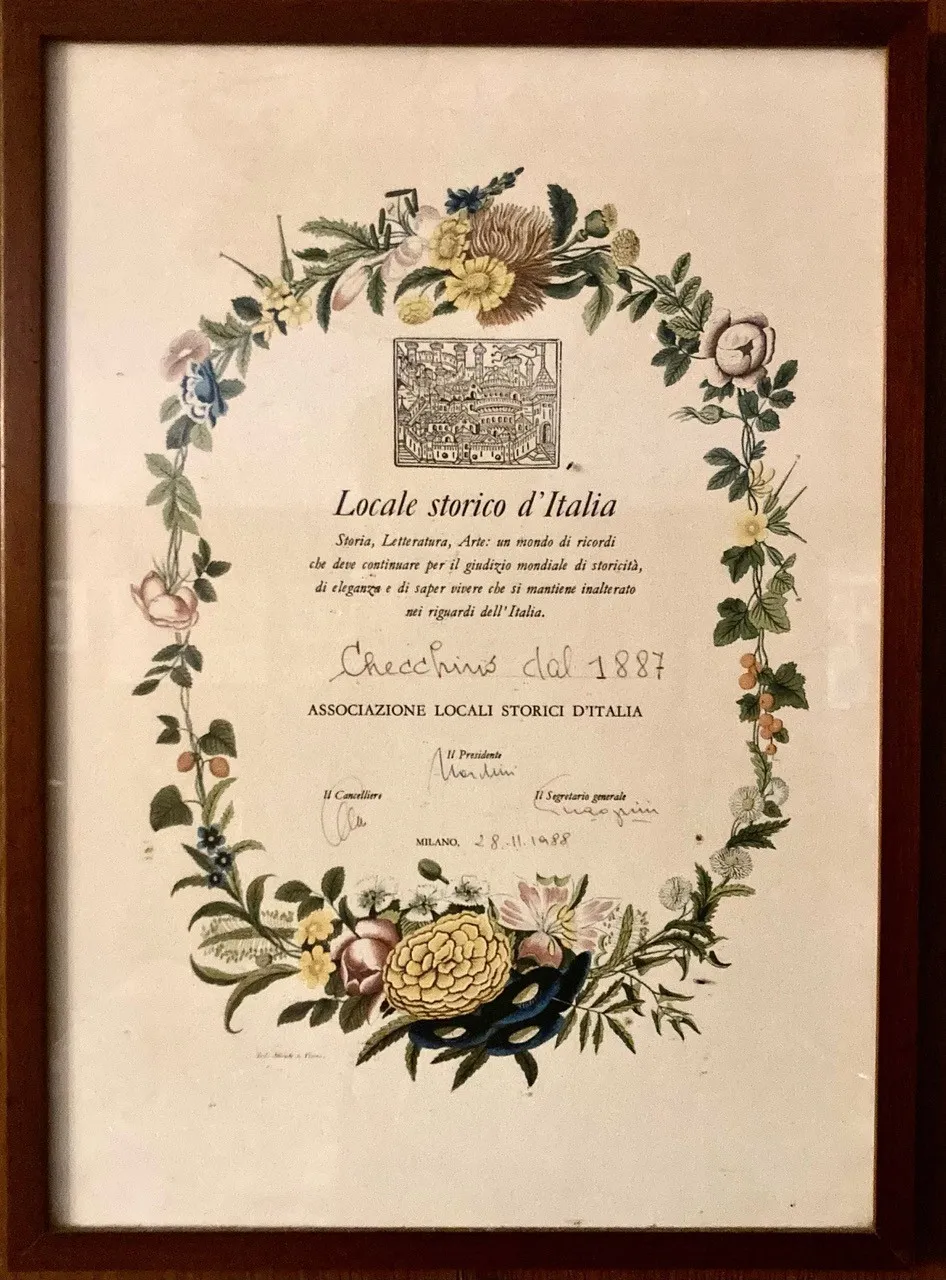 Locale storico d'Italia
Storia, Letteratura, Arte: un mondo di ricordi
che deve continuare per il giudizio mondiale di storicità,
di eleganza e di saper vivere che si mantiene inalterato
nei riguardi dell'Italia.
Checchino dal 1887
ASSOCIAZIONE LOCALI STORICI D'ITALIA
Il Presidente
Il Cancelliere
Il Segretario generale
MILANO, 28.11.1988